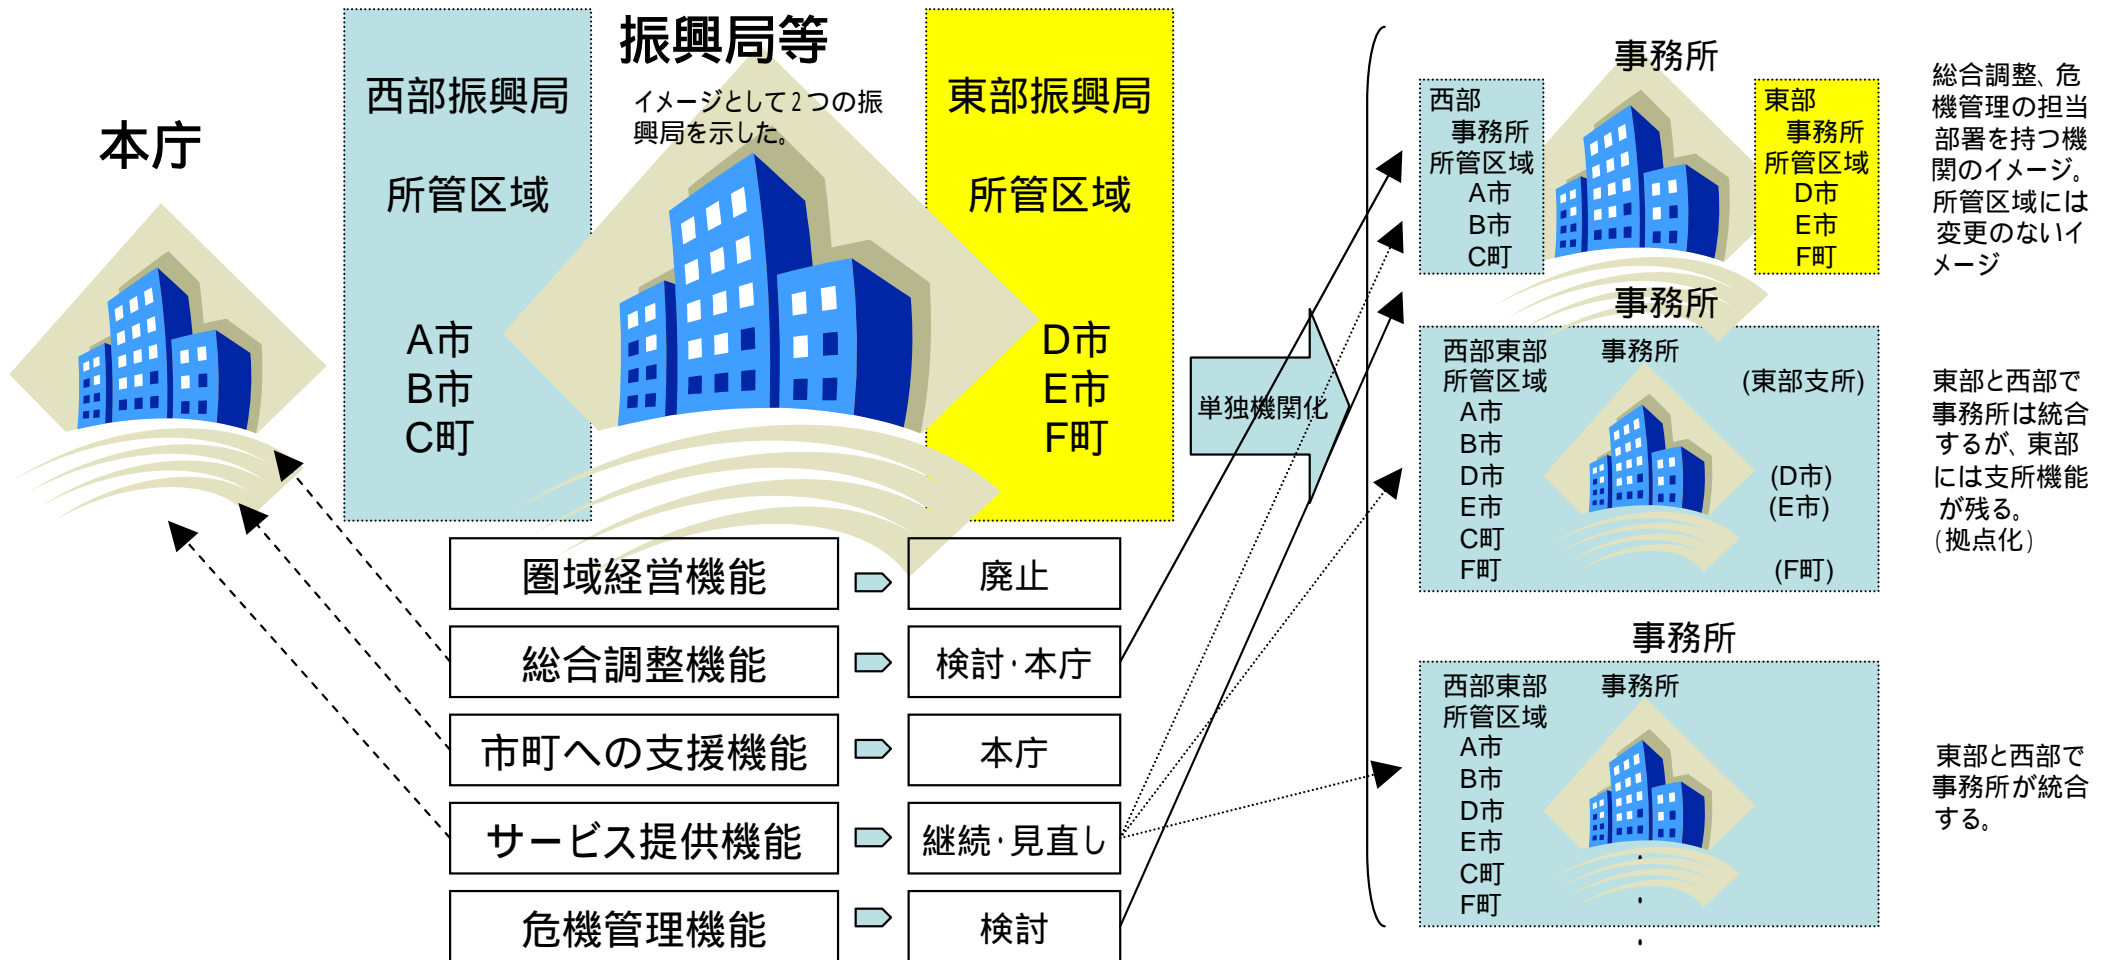 本庁
西部振興局
所管区域
A市
B市
C町
振興局等
イメージとして2つの振
興局を示した。
東部振興局
所管区域
D市
E市
F町
圏域経営機能
廃止
総合調整機能
検討・本庁
市町への支援機能
本庁
サービス提供機能
継続・見直し
危機管理機能
検討
単独機関化
事務所
西部
事務所
所管区域
A市
B市
C町
東部
事務所
所管区域
D市
E市
F町
総合調整、危
機管理の担当
部署を持つ機
関のイメージ。
所管区域には
変更のないイ
メージ
事務所
西部東部 事務所
所管区域
A市
B市
D市
E市
C町
F町
(東部支所)
(D市)
(E市)
(F町)
東部と西部で
事務所は統合
するが、東部
には支所機能
が残る。
(拠点化)
事務所
西部東部 事務所
所管区域
A市
B市
D市
E市
C町
F町
東部と西部で
事務所が統合
する。